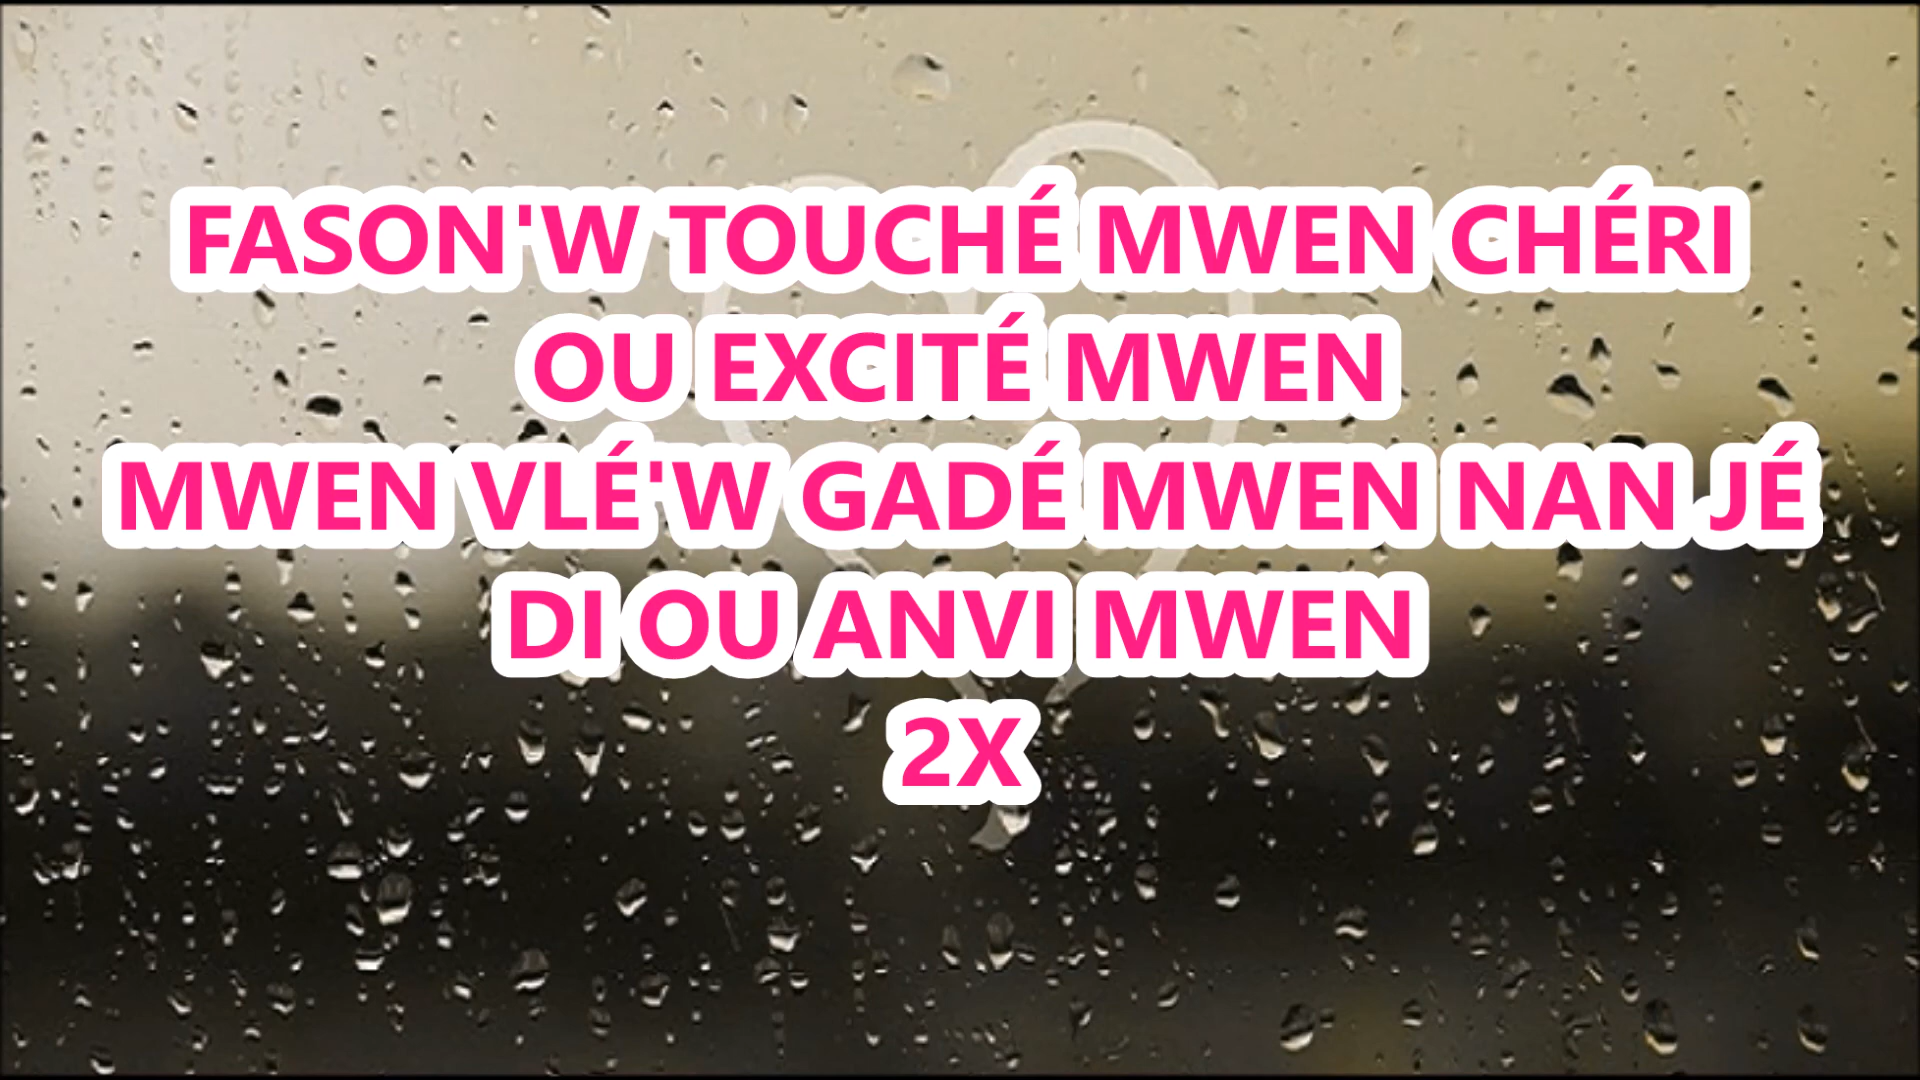 FASON'W TOUCHÉ MWEN CHÉRI
OU EXCITÉ MWEN
MWEN VLÉ'W GADÉ MWEN NAN JÉ
DI OU ANVI MWEN
2X